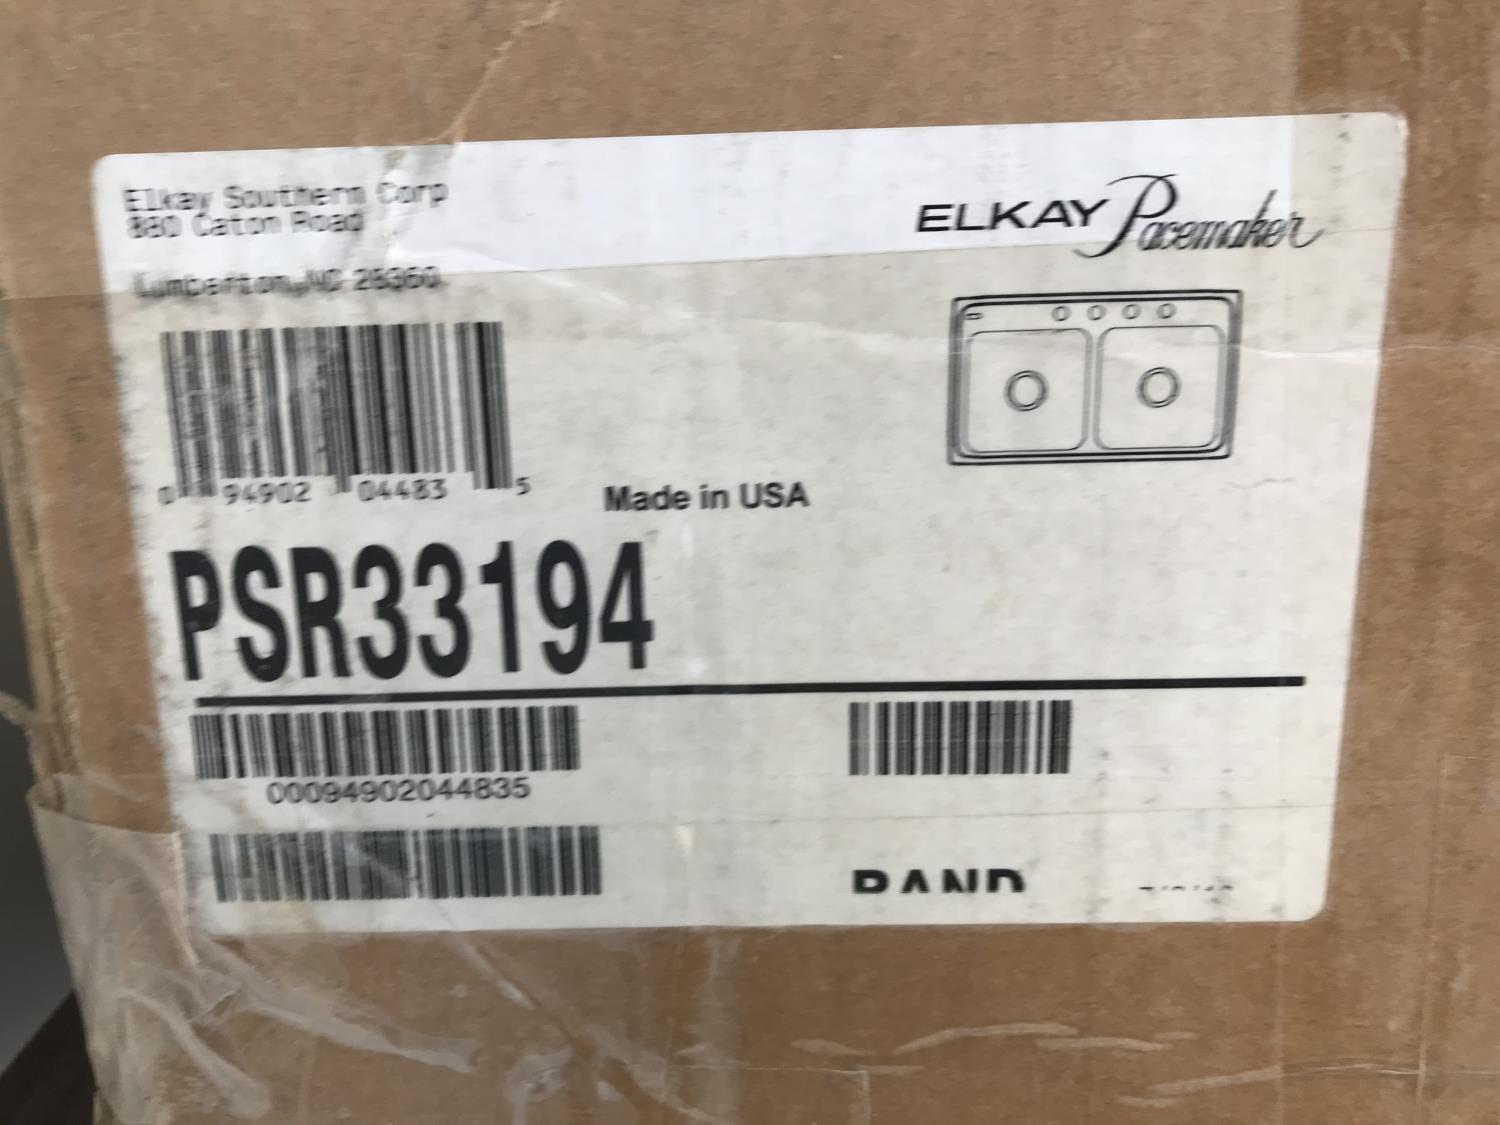 Elkay Southern Corp
880 Caton Road
Lumberton, NC 28360
ELKAY Pacemaker
0 94902 04483 5
Made in USA
PSR33194
00094902044835
BAND